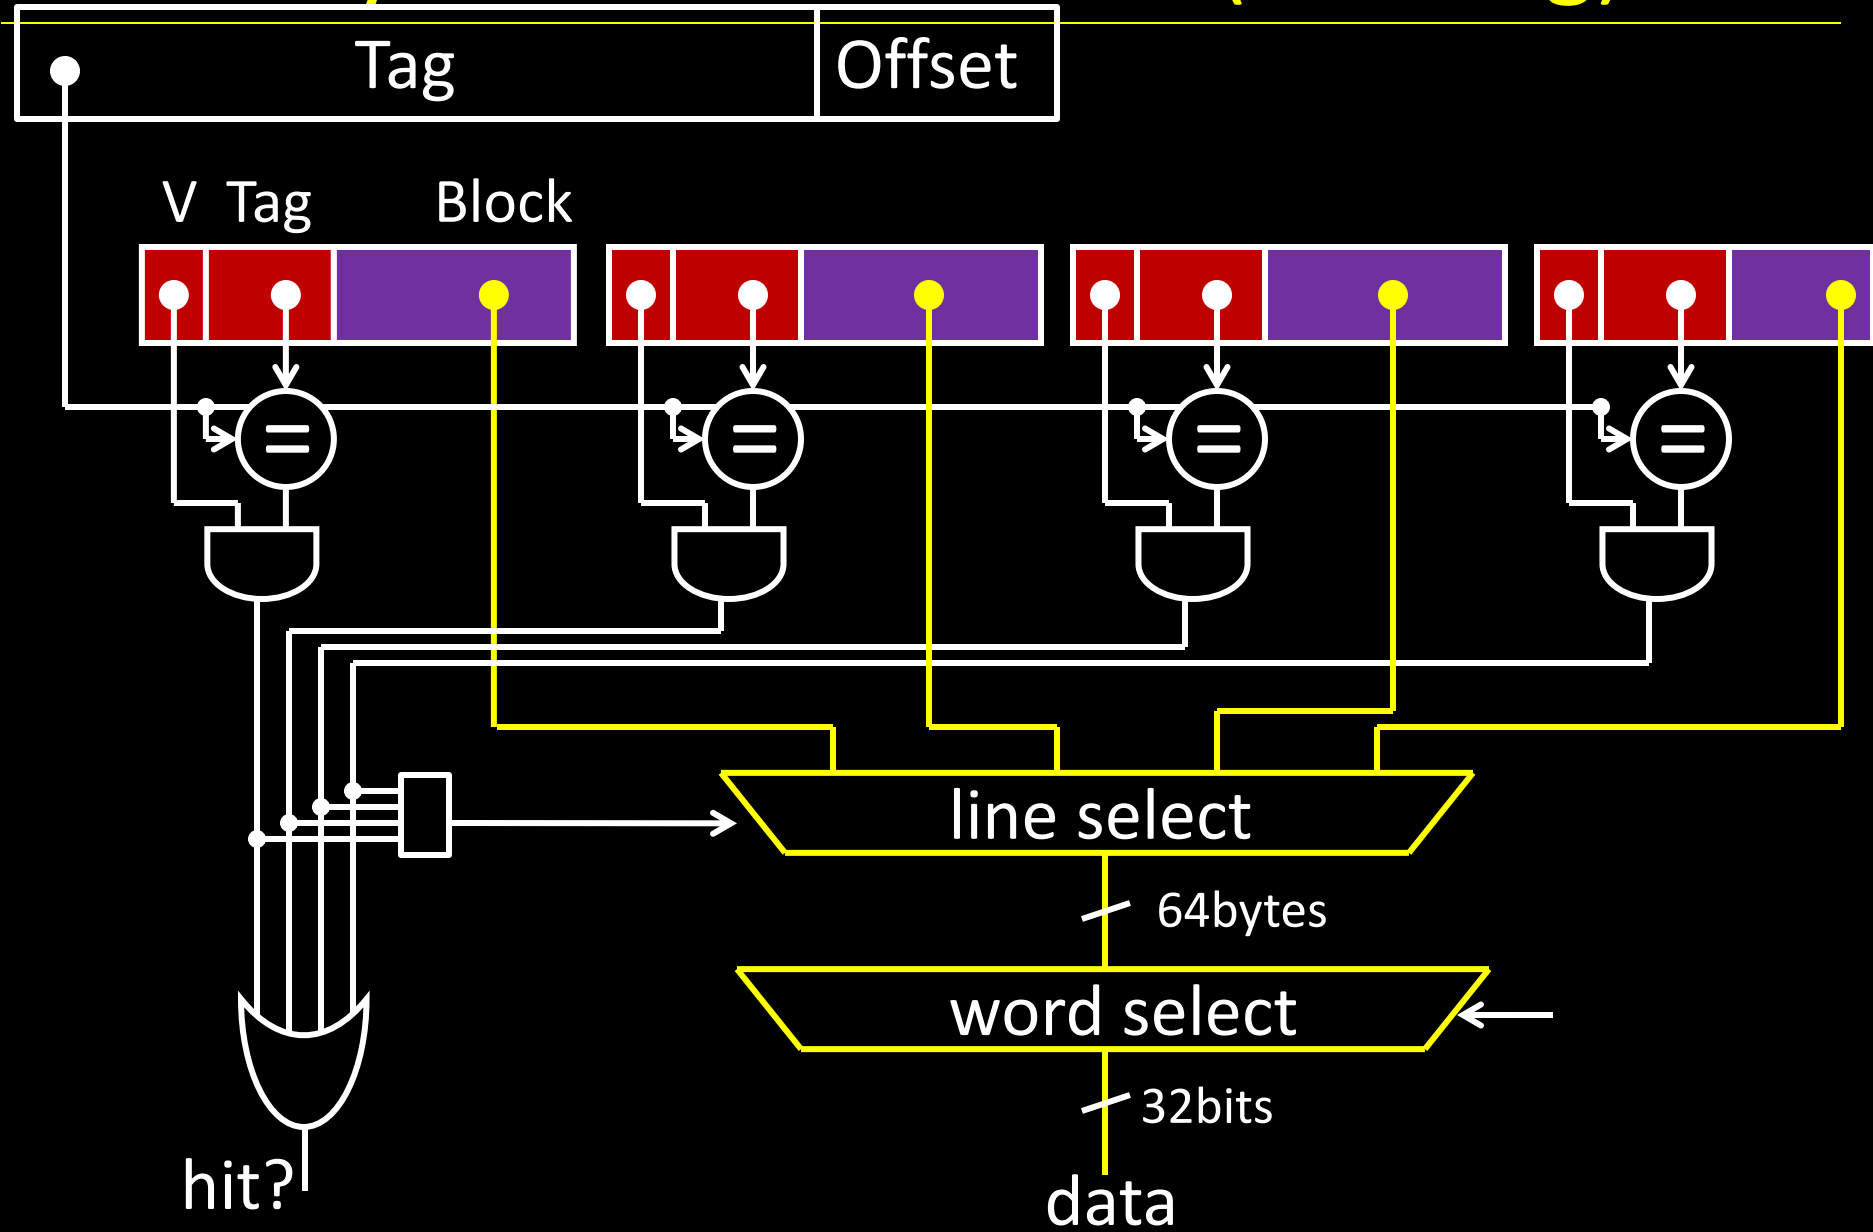 Tag Offset
V Tag Block
= = = =
line select
64bytes
word select
32bits
hit?
data